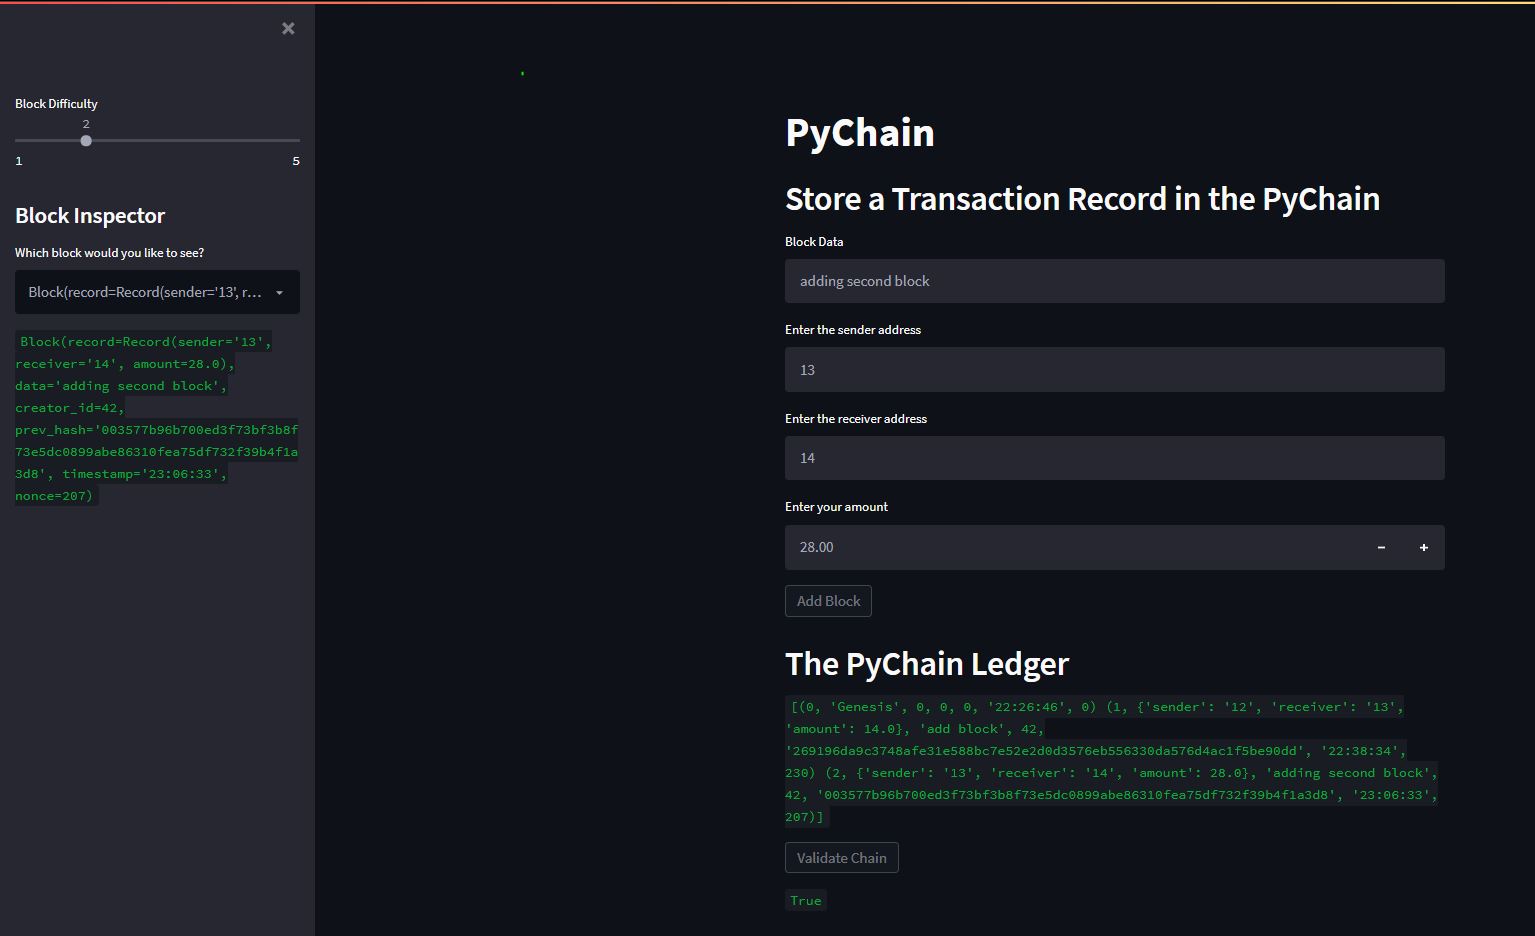 ×
Block Difficulty
2
1 5
Block Inspector
Which block would you like to see?
Block(record=Record(sender='13', r...
Block(record=Record(sender='13',
receiver='14', amount=28.0),
data='adding second block',
creator_id=42,
prev_hash='003577b96b700ed3f73bf3b8f
73e5dc0899abe86310fea75df732f39b4f1a
3d8', timestamp='23:06:33',
nonce=207)
PyChain
Store a Transaction Record in the PyChain
Block Data
adding second block
Enter the sender address
13
Enter the receiver address
14
Enter your amount
28.00 − +
Add Block
The PyChain Ledger
[(0, 'Genesis', 0, 0, 0, '22:26:46', 0) (1, {'sender': '12', 'receiver': '13',
'amount': 14.0}, 'add block', 42,
'269196da9c3748afe31e588bc7e52e2d0d3576eb556330da576d4ac1f5be90dd', '22:38:34',
230) (2, {'sender': '13', 'receiver': '14', 'amount': 28.0}, 'adding second block',
42, '003577b96b700ed3f73bf3b8f73e5dc0899abe86310fea75df732f39b4f1a3d8', '23:06:33',
207)]
Validate Chain
True